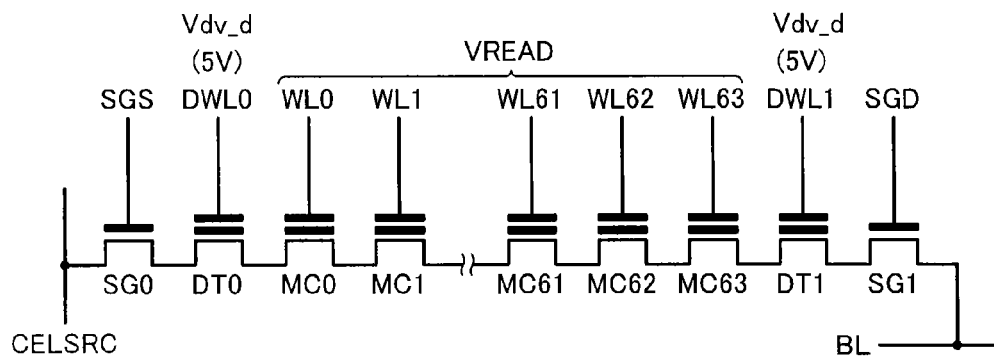 Vdv_d Vdv_d
(5V) VREAD (5V)
SGS DWL0 WL0 WL1 WL61 WL62 WL63 DWL1 SGD
SG0 DT0 MC0 MC1 MC61 MC62 MC63 DT1 SG1
CELSRC BL